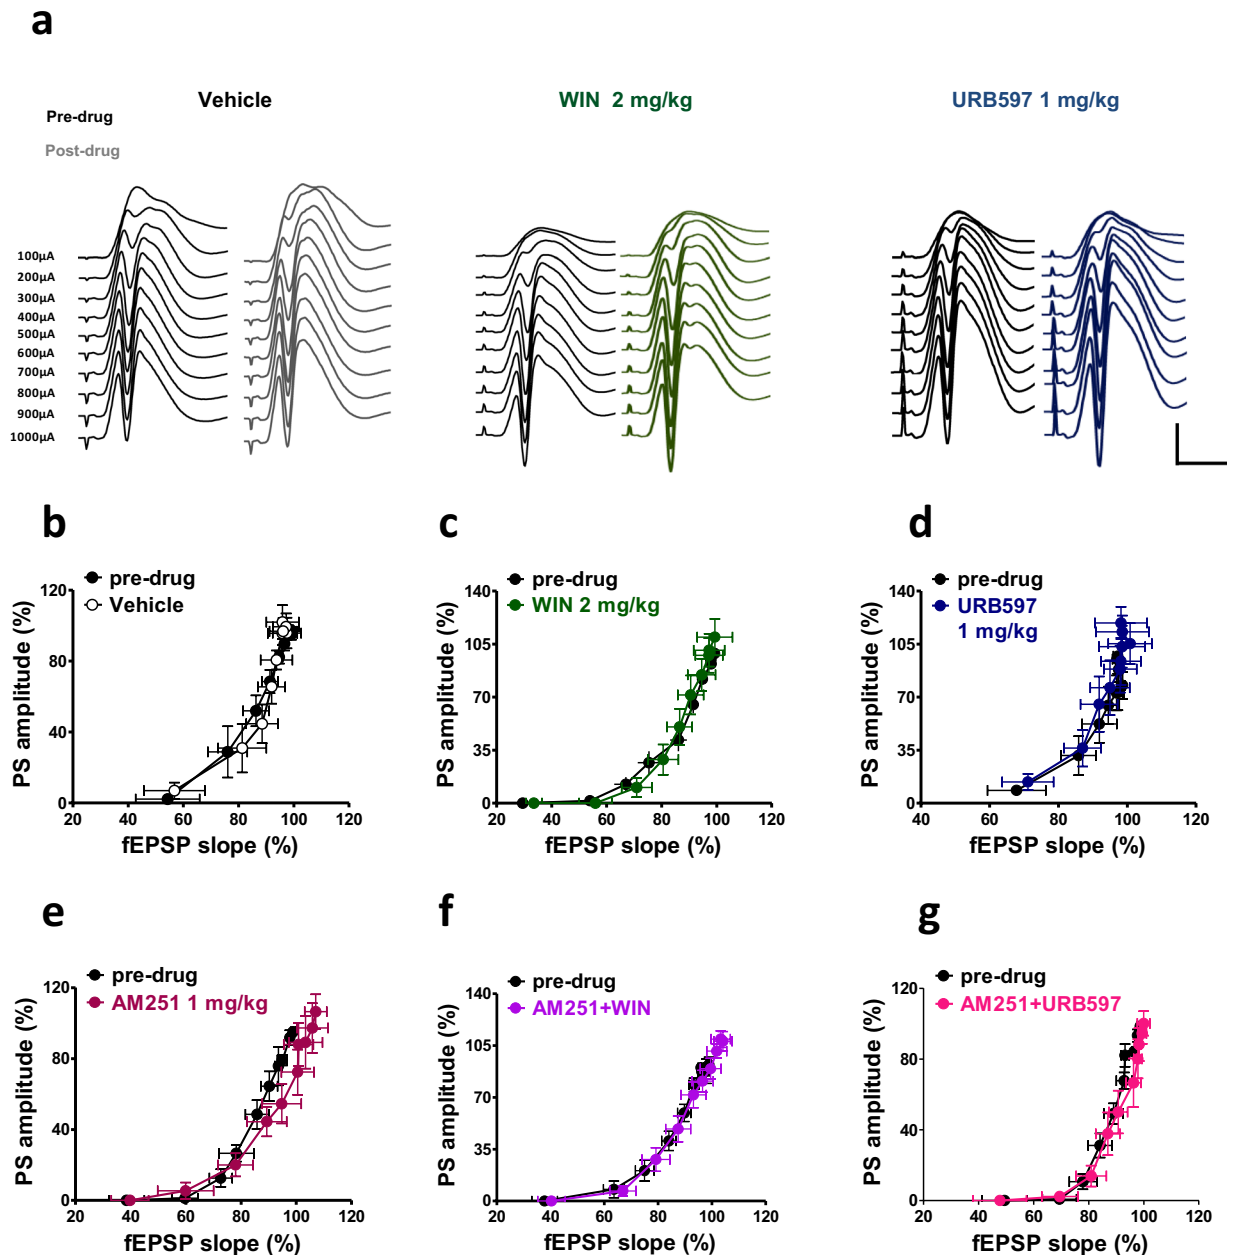 a
Vehicle
WIN 2 mg/kg
URB597 1 mg/kg
Pre-drug
Post-drug
100µA
200µA
300µA
400µA
500µA
600µA
700µA
800µA
900µA
1000µA
b
pre-drug
Vehicle
PS amplitude (%)
120
80
40
0
20 40 60 80 100 120
fEPSP slope (%)
c
pre-drug
WIN 2 mg/kg
PS amplitude (%)
140
105
70
35
0
20 40 60 80 100 120
fEPSP slope (%)
d
pre-drug
URB597
1 mg/kg
PS amplitude (%)
140
105
70
35
0
40 60 80 100 120
fEPSP slope (%)
e
pre-drug
AM251 1 mg/kg
PS amplitude (%)
120
80
40
0
20 40 60 80 100 120
fEPSP slope (%)
f
pre-drug
AM251+WIN
PS amplitude (%)
140
105
70
35
0
20 40 60 80 100 120
fEPSP slope (%)
g
pre-drug
AM251+URB597
PS amplitude (%)
120
80
40
0
20 40 60 80 100 120
fEPSP slope (%)